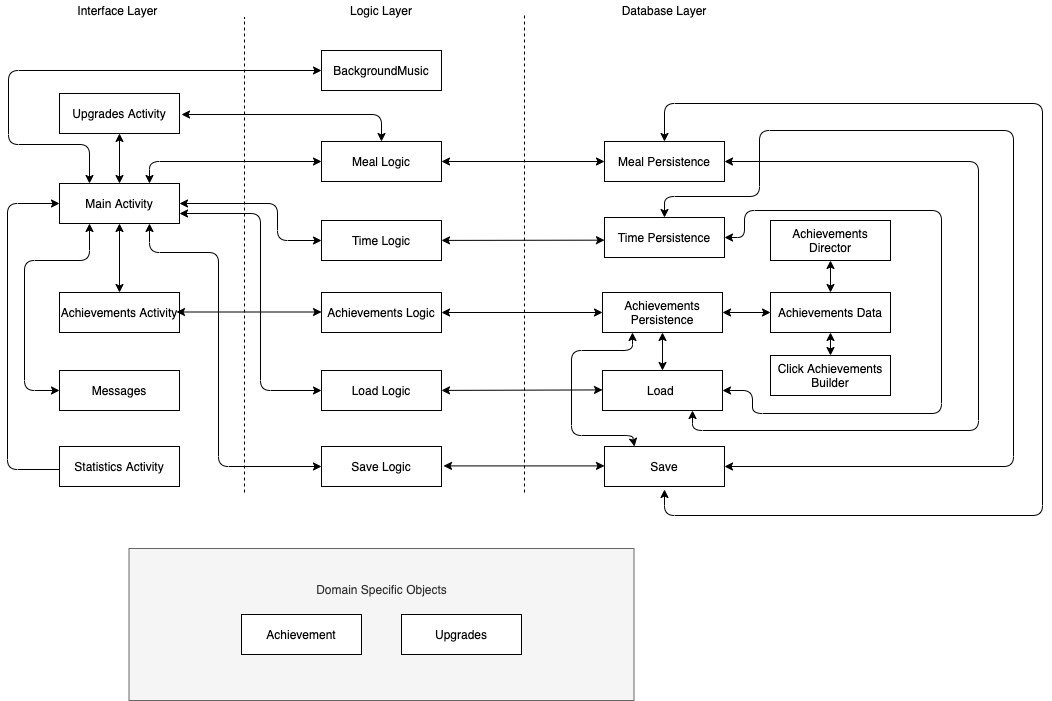 Interface Layer
Logic Layer
Database Layer
BackgroundMusic
Upgrades Activity
Meal Logic
Meal Persistence
Main Activity
Time Logic
Time Persistence
Achievements
Director
Achievements Activity
Achievements Logic
Achievements
Persistence
Achievements Data
Click Achievements
Builder
Messages
Load Logic
Load
Statistics Activity
Save Logic
Save
Domain Specific Objects
Achievement
Upgrades